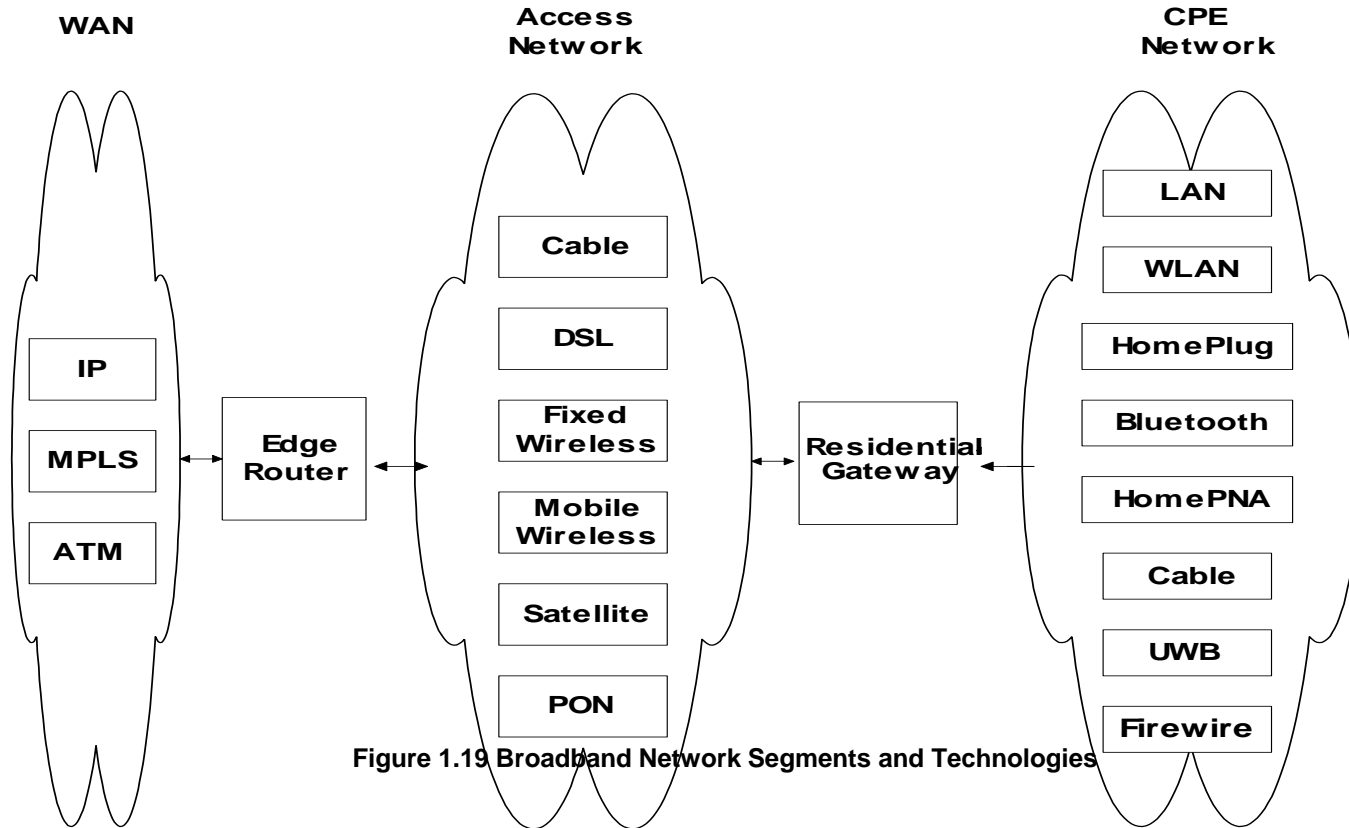 WAN
Access
Network
CPE
Network
IP
MPLS
ATM
Edge
Router
Cable
DSL
Fixed
Wireless
Mobile
Wireless
Satellite
PON
Residential
Gateway
LAN
WLAN
HomePlug
Bluetooth
HomePNA
Cable
UWB
Firewire
Figure 1.19 Broadband Network Segments and Technologies